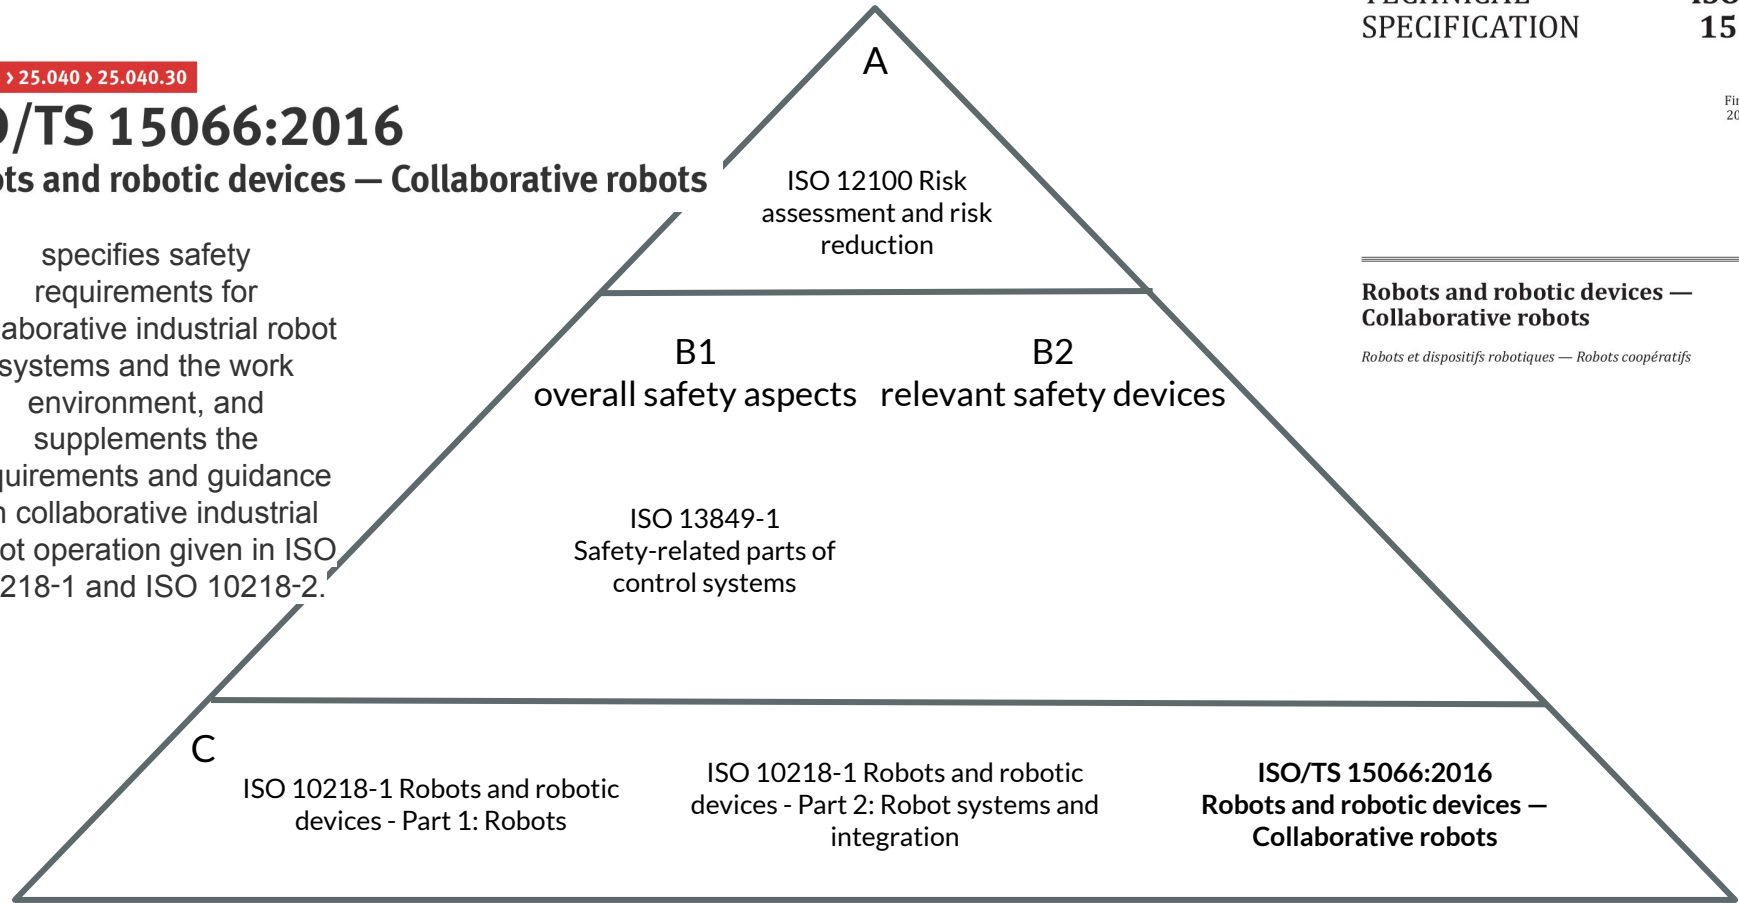 › 25.040 › 25.040.30
/TS 15066:2016
ts and robotic devices — Collaborative robots
specifies safety
requirements for
laborative industrial robot
systems and the work
environment, and
supplements the
quirements and guidance
n collaborative industrial
ot operation given in ISO
218-1 and ISO 10218-2.
A
ISO 12100 Risk
assessment and risk
reduction
B1
overall safety aspects
B2
relevant safety devices
ISO 13849-1
Safety-related parts of
control systems
C
ISO 10218-1 Robots and robotic
devices - Part 1: Robots
ISO 10218-1 Robots and robotic
devices - Part 2: Robot systems and
integration
ISO/TS 15066:2016
Robots and robotic devices —
Collaborative robots
TECHNICAL
SPECIFICATION
15
20
Robots and robotic devices —
Collaborative robots
Robots et dispositifs robotiques — Robots coopératifs